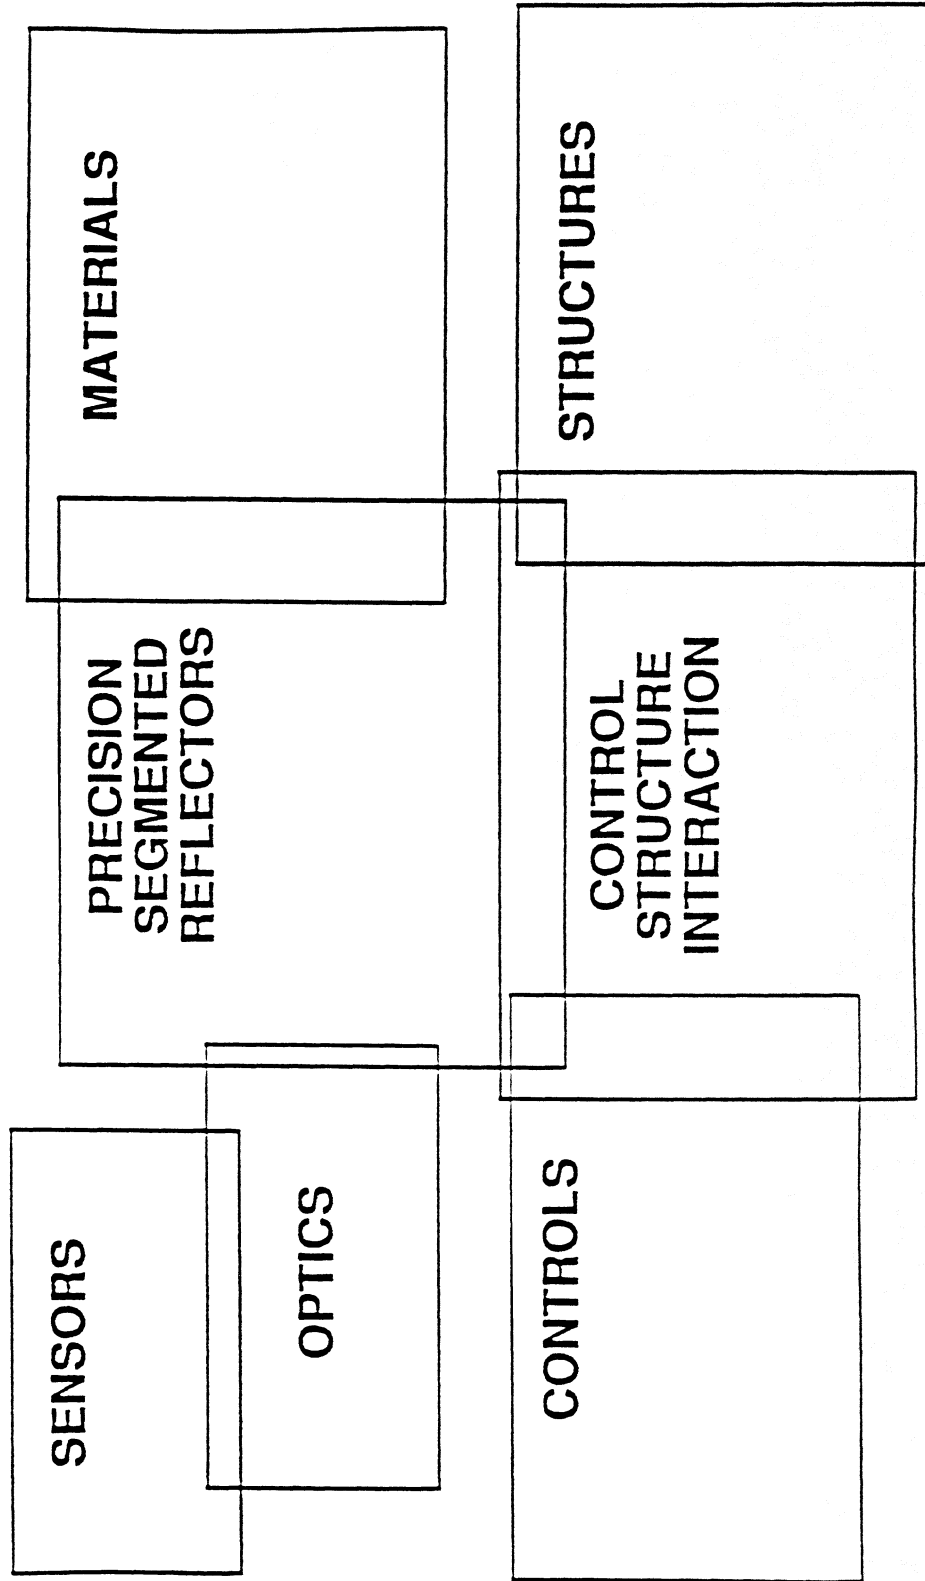 SENSORS
OPTICS
PRECISION
SEGMENTED
REFLECTORS
MATERIALS
CONTROLS
CONTROL
STRUCTURE
INTERACTION
STRUCTURES